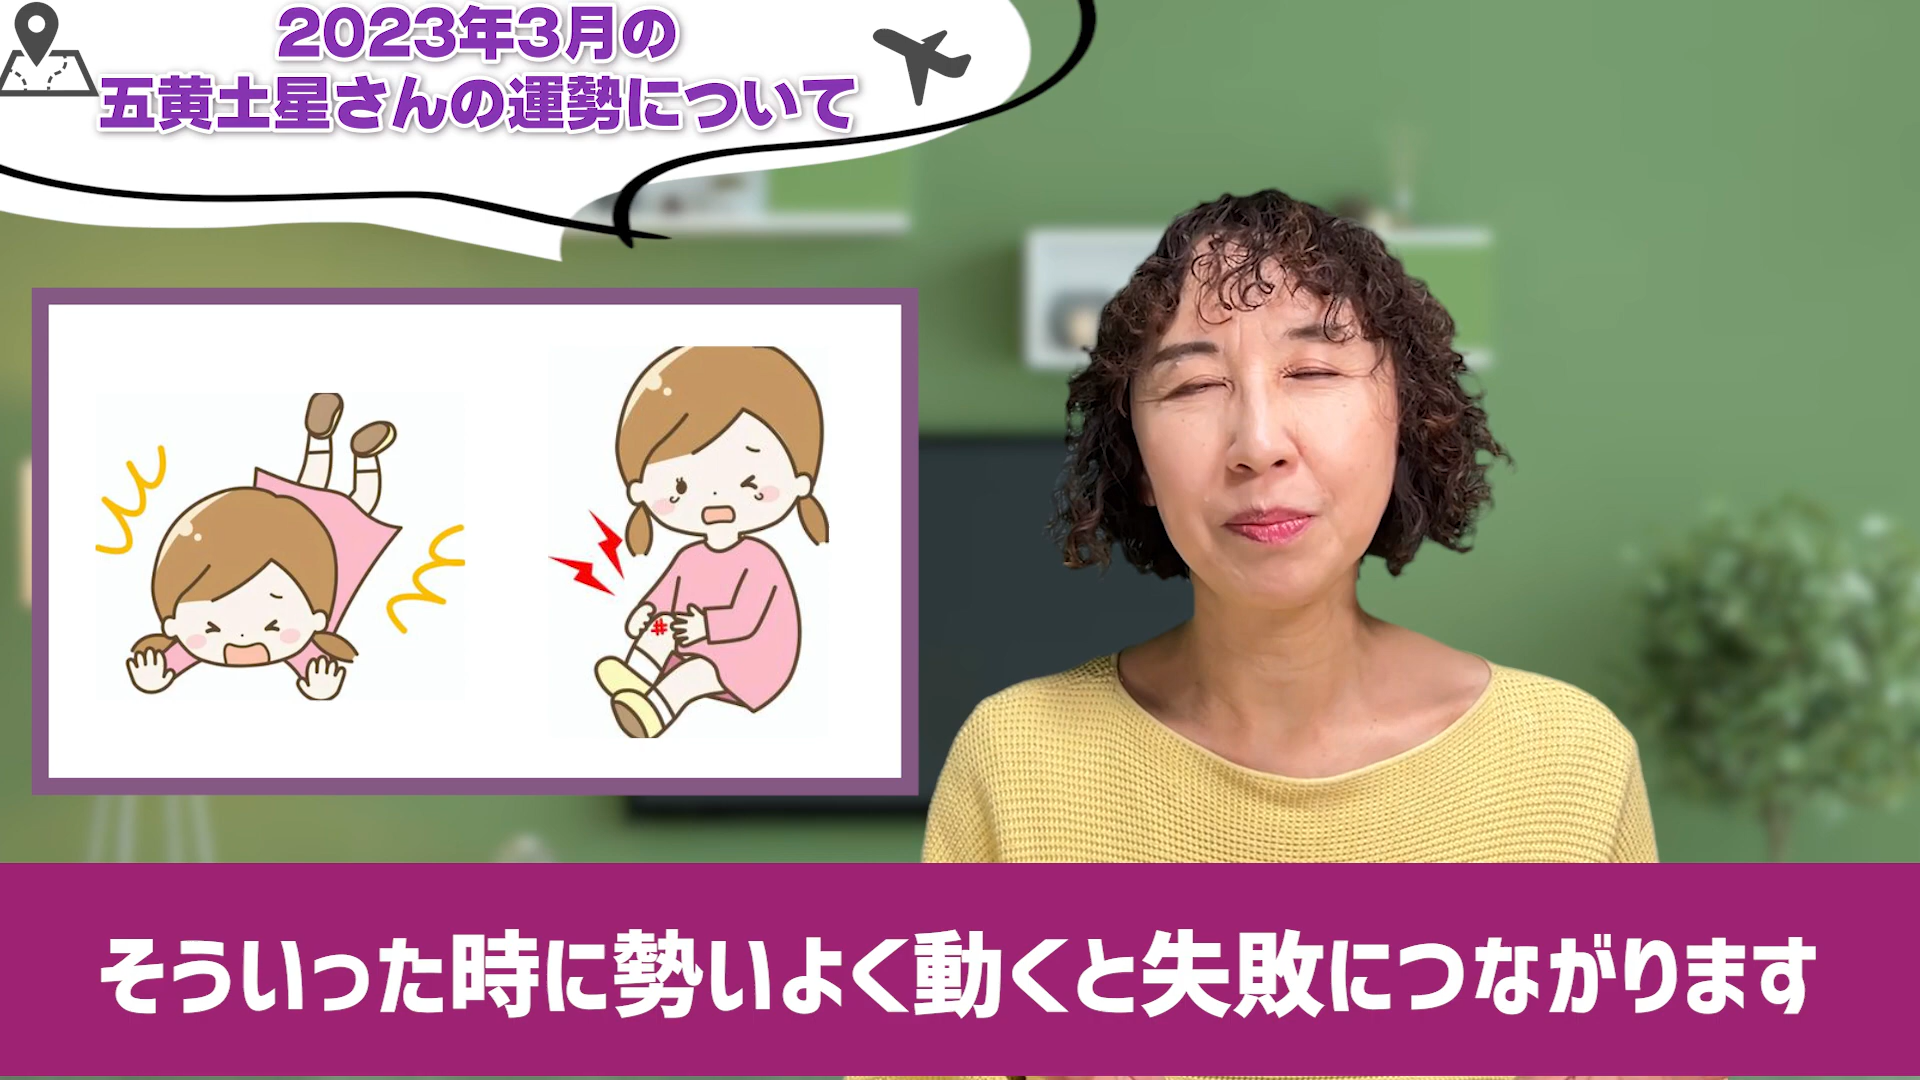 2023年3月の
五黄土星さんの運勢について
そういった時に勢いよく動くと失敗につながります